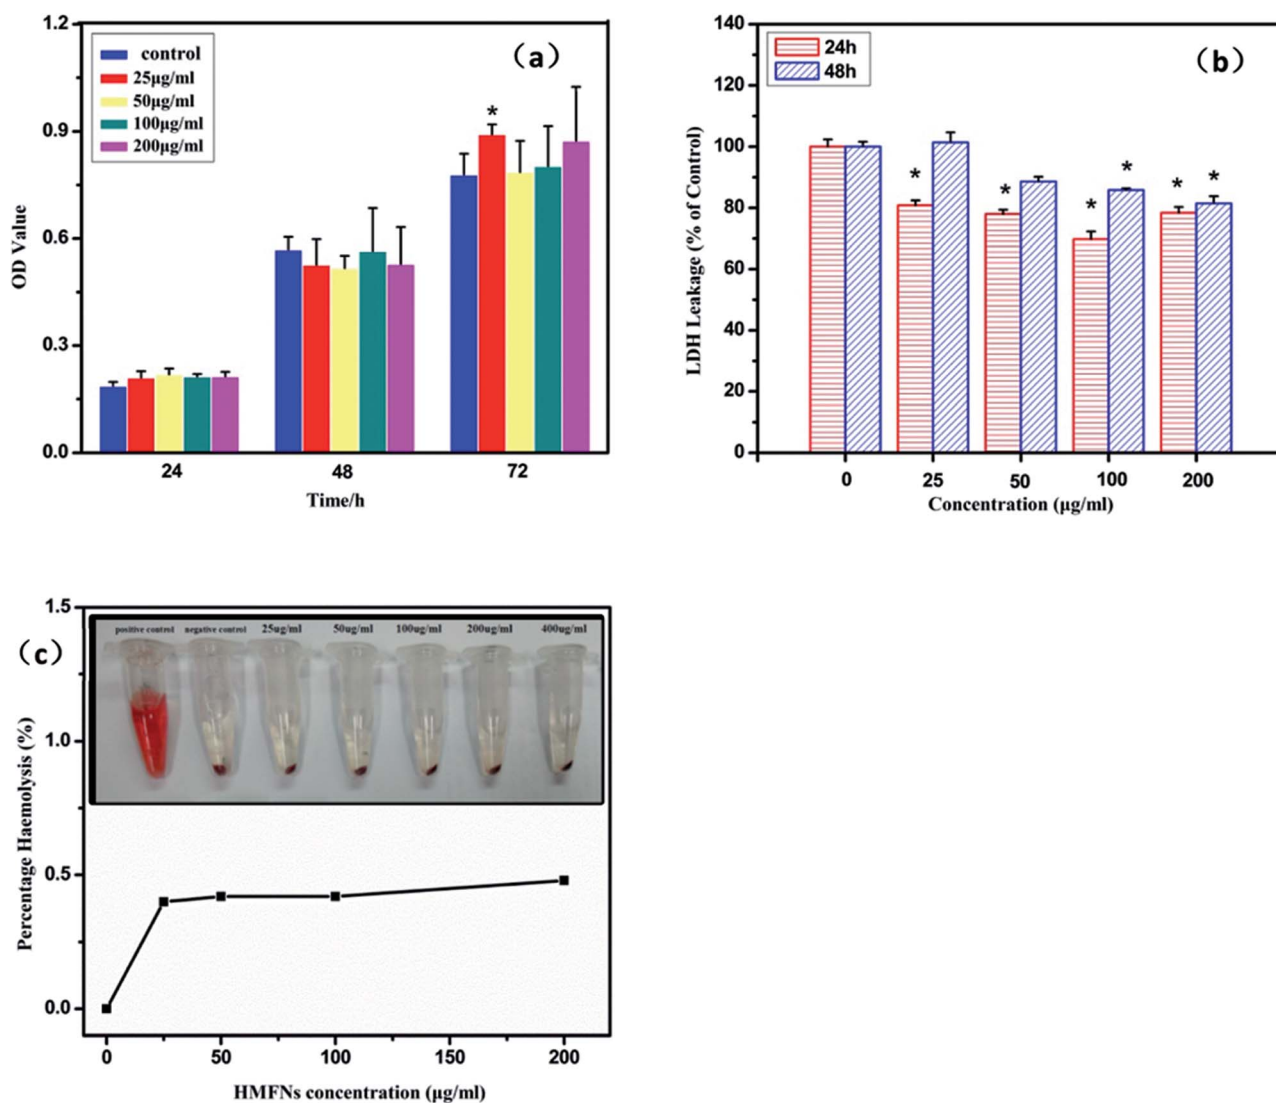 (a)
control
25μg/ml
50μg/ml
100μg/ml
200μg/ml
*
OD Value
1.2
0.9
0.6
0.3
0.0
24 48 72
Time/h
(b)
24h
48h
* * * * * *
LDH Leakage (% of Control)
140
120
100
80
60
40
20
0
0 25 50 100 200
Concentration (μg/ml)
(c)
positive control negative control 25ug/ml 50ug/ml 100ug/ml 200ug/ml 400ug/ml
Percentage Haemolysis (%)
1.5
1.0
0.5
0.0
0 50 100 150 200
HMFNs concentration (μg/ml)